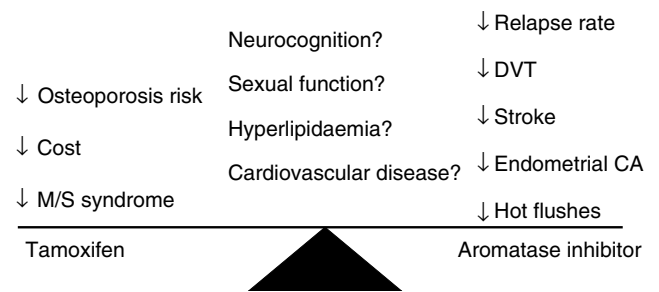 ↓ Osteoporosis risk
↓ Cost
↓ M/S syndrome
Neurocognition?
Sexual function?
Hyperlipidaemia?
Cardiovascular disease?
↓ Relapse rate
↓ DVT
↓ Stroke
↓ Endometrial CA
↓ Hot flushes
Tamoxifen
Aromatase inhibitor